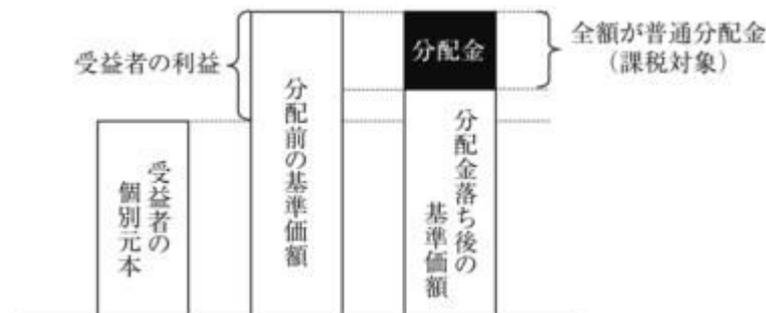 受益者の利益
受益者の
個別元本
分配前の基準価額
分配金
分配金落ち後の
基準価額
全額が普通分配金
（課税対象）